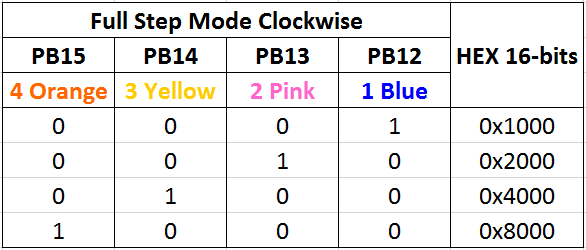 Full Step Mode Clockwise
HEX 16-bits
PB15 PB14 PB13 PB12
4 Orange 3 Yellow 2 Pink 1 Blue
0 0 0 1 0x1000
0 0 1 0 0x2000
0 1 0 0 0x4000
1 0 0 0 0x8000